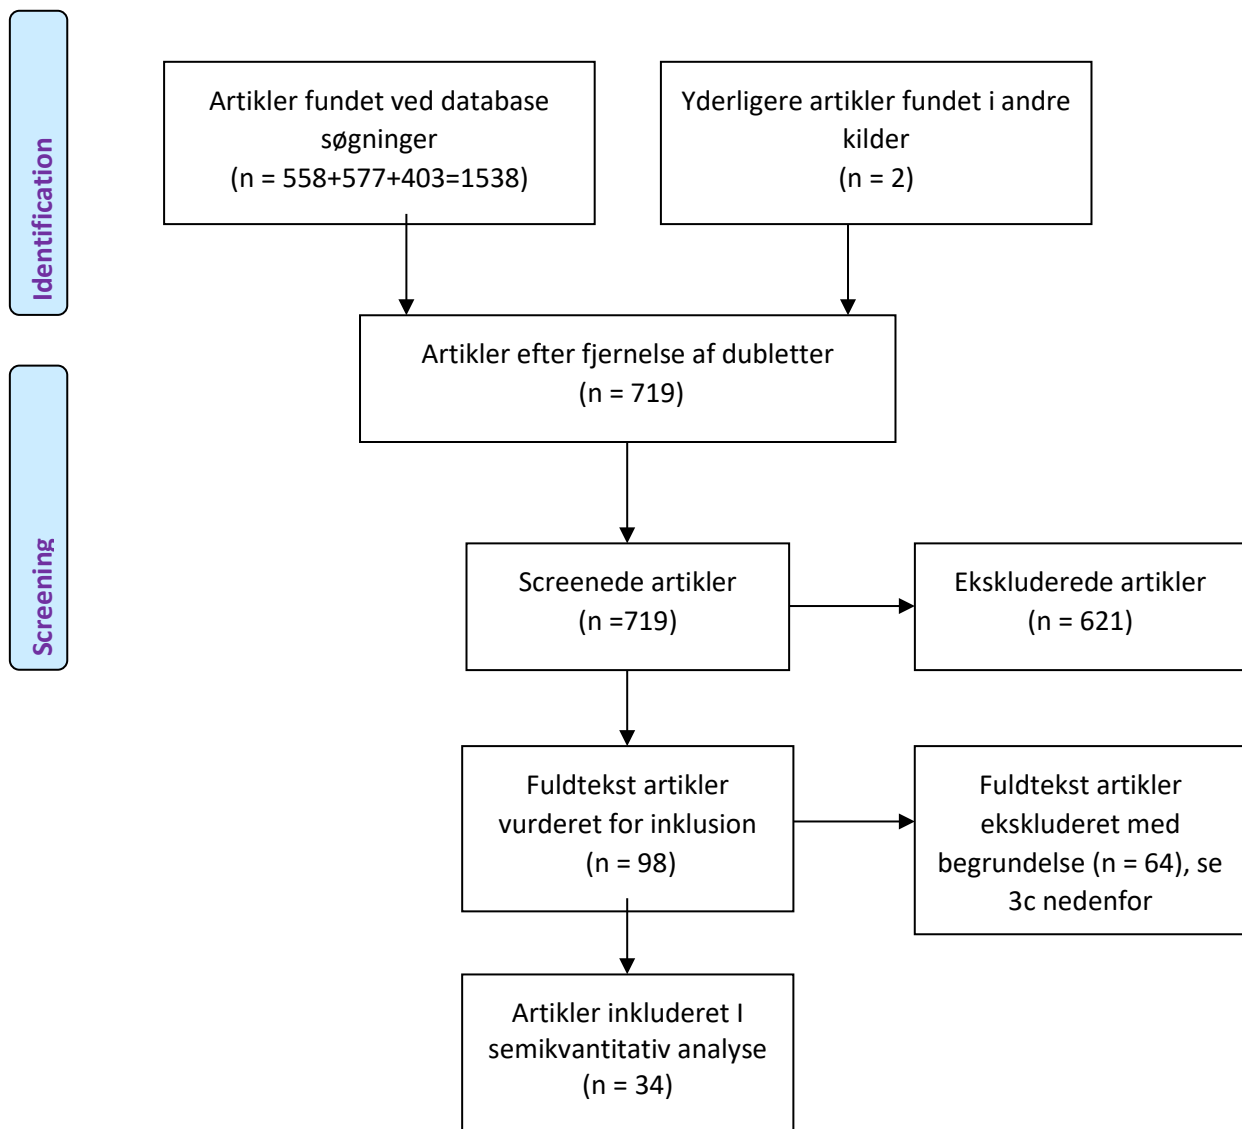 Identification
Artikler fundet ved database
søgninger
(n = 558+577+403=1538)
Yderligere artikler fundet i andre
kilder
(n = 2)
Artikler efter fjernelse af dubletter
(n = 719)
Screening
Screenede artikler
(n =719)
Ekskluderede artikler
(n = 621)
Fuldtekst artikler
vurderet for inklusion
(n = 98)
Fuldtekst artikler
ekskluderet med
begrundelse (n = 64), se
3c nedenfor
Artikler inkluderet I
semikvantitativ analyse
(n = 34)